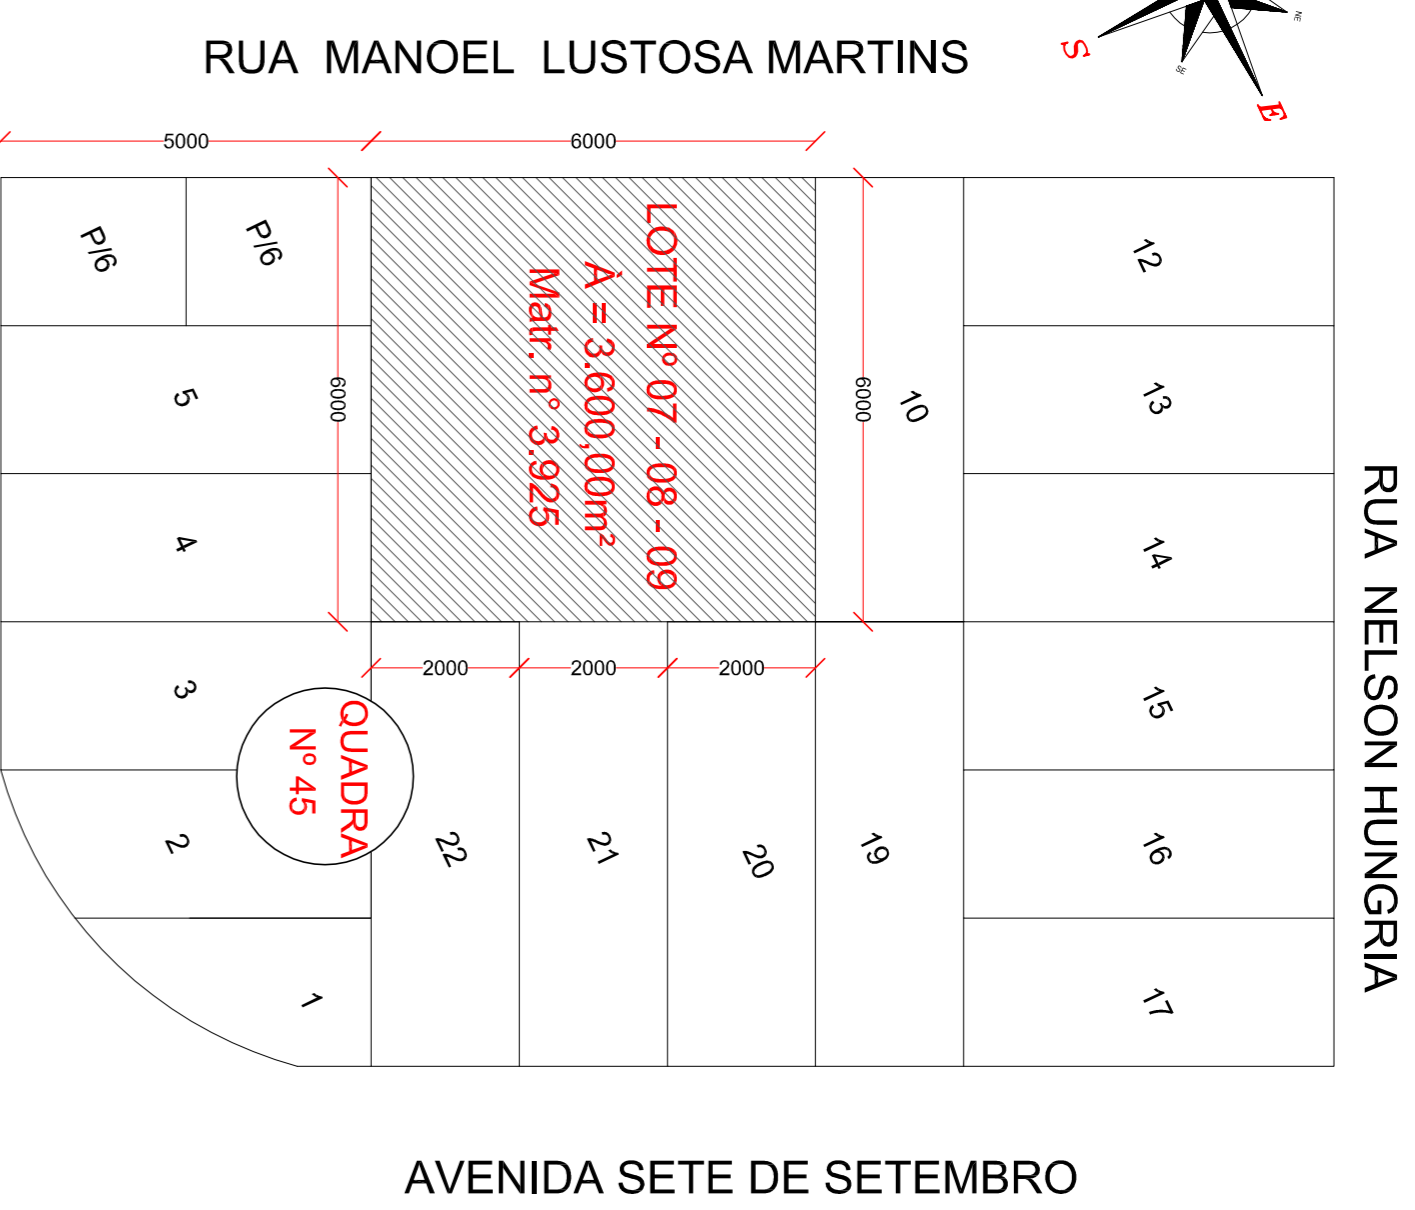 RUA MANOEL LUSTOSA MARTINS
S
E
SE
NE
5000
6000
P/6
P/6
5
4
3
2
1
6000
LOTE Nº 07 - 08 - 09
À = 3.600,00m²
Matr. n° 3.925
6000
10
12
13
14
15
16
17
2000
2000
2000
QUADRA
Nº 45
22
21
20
19
RUA NELSON HUNGRIA
AVENIDA SETE DE SETEMBRO